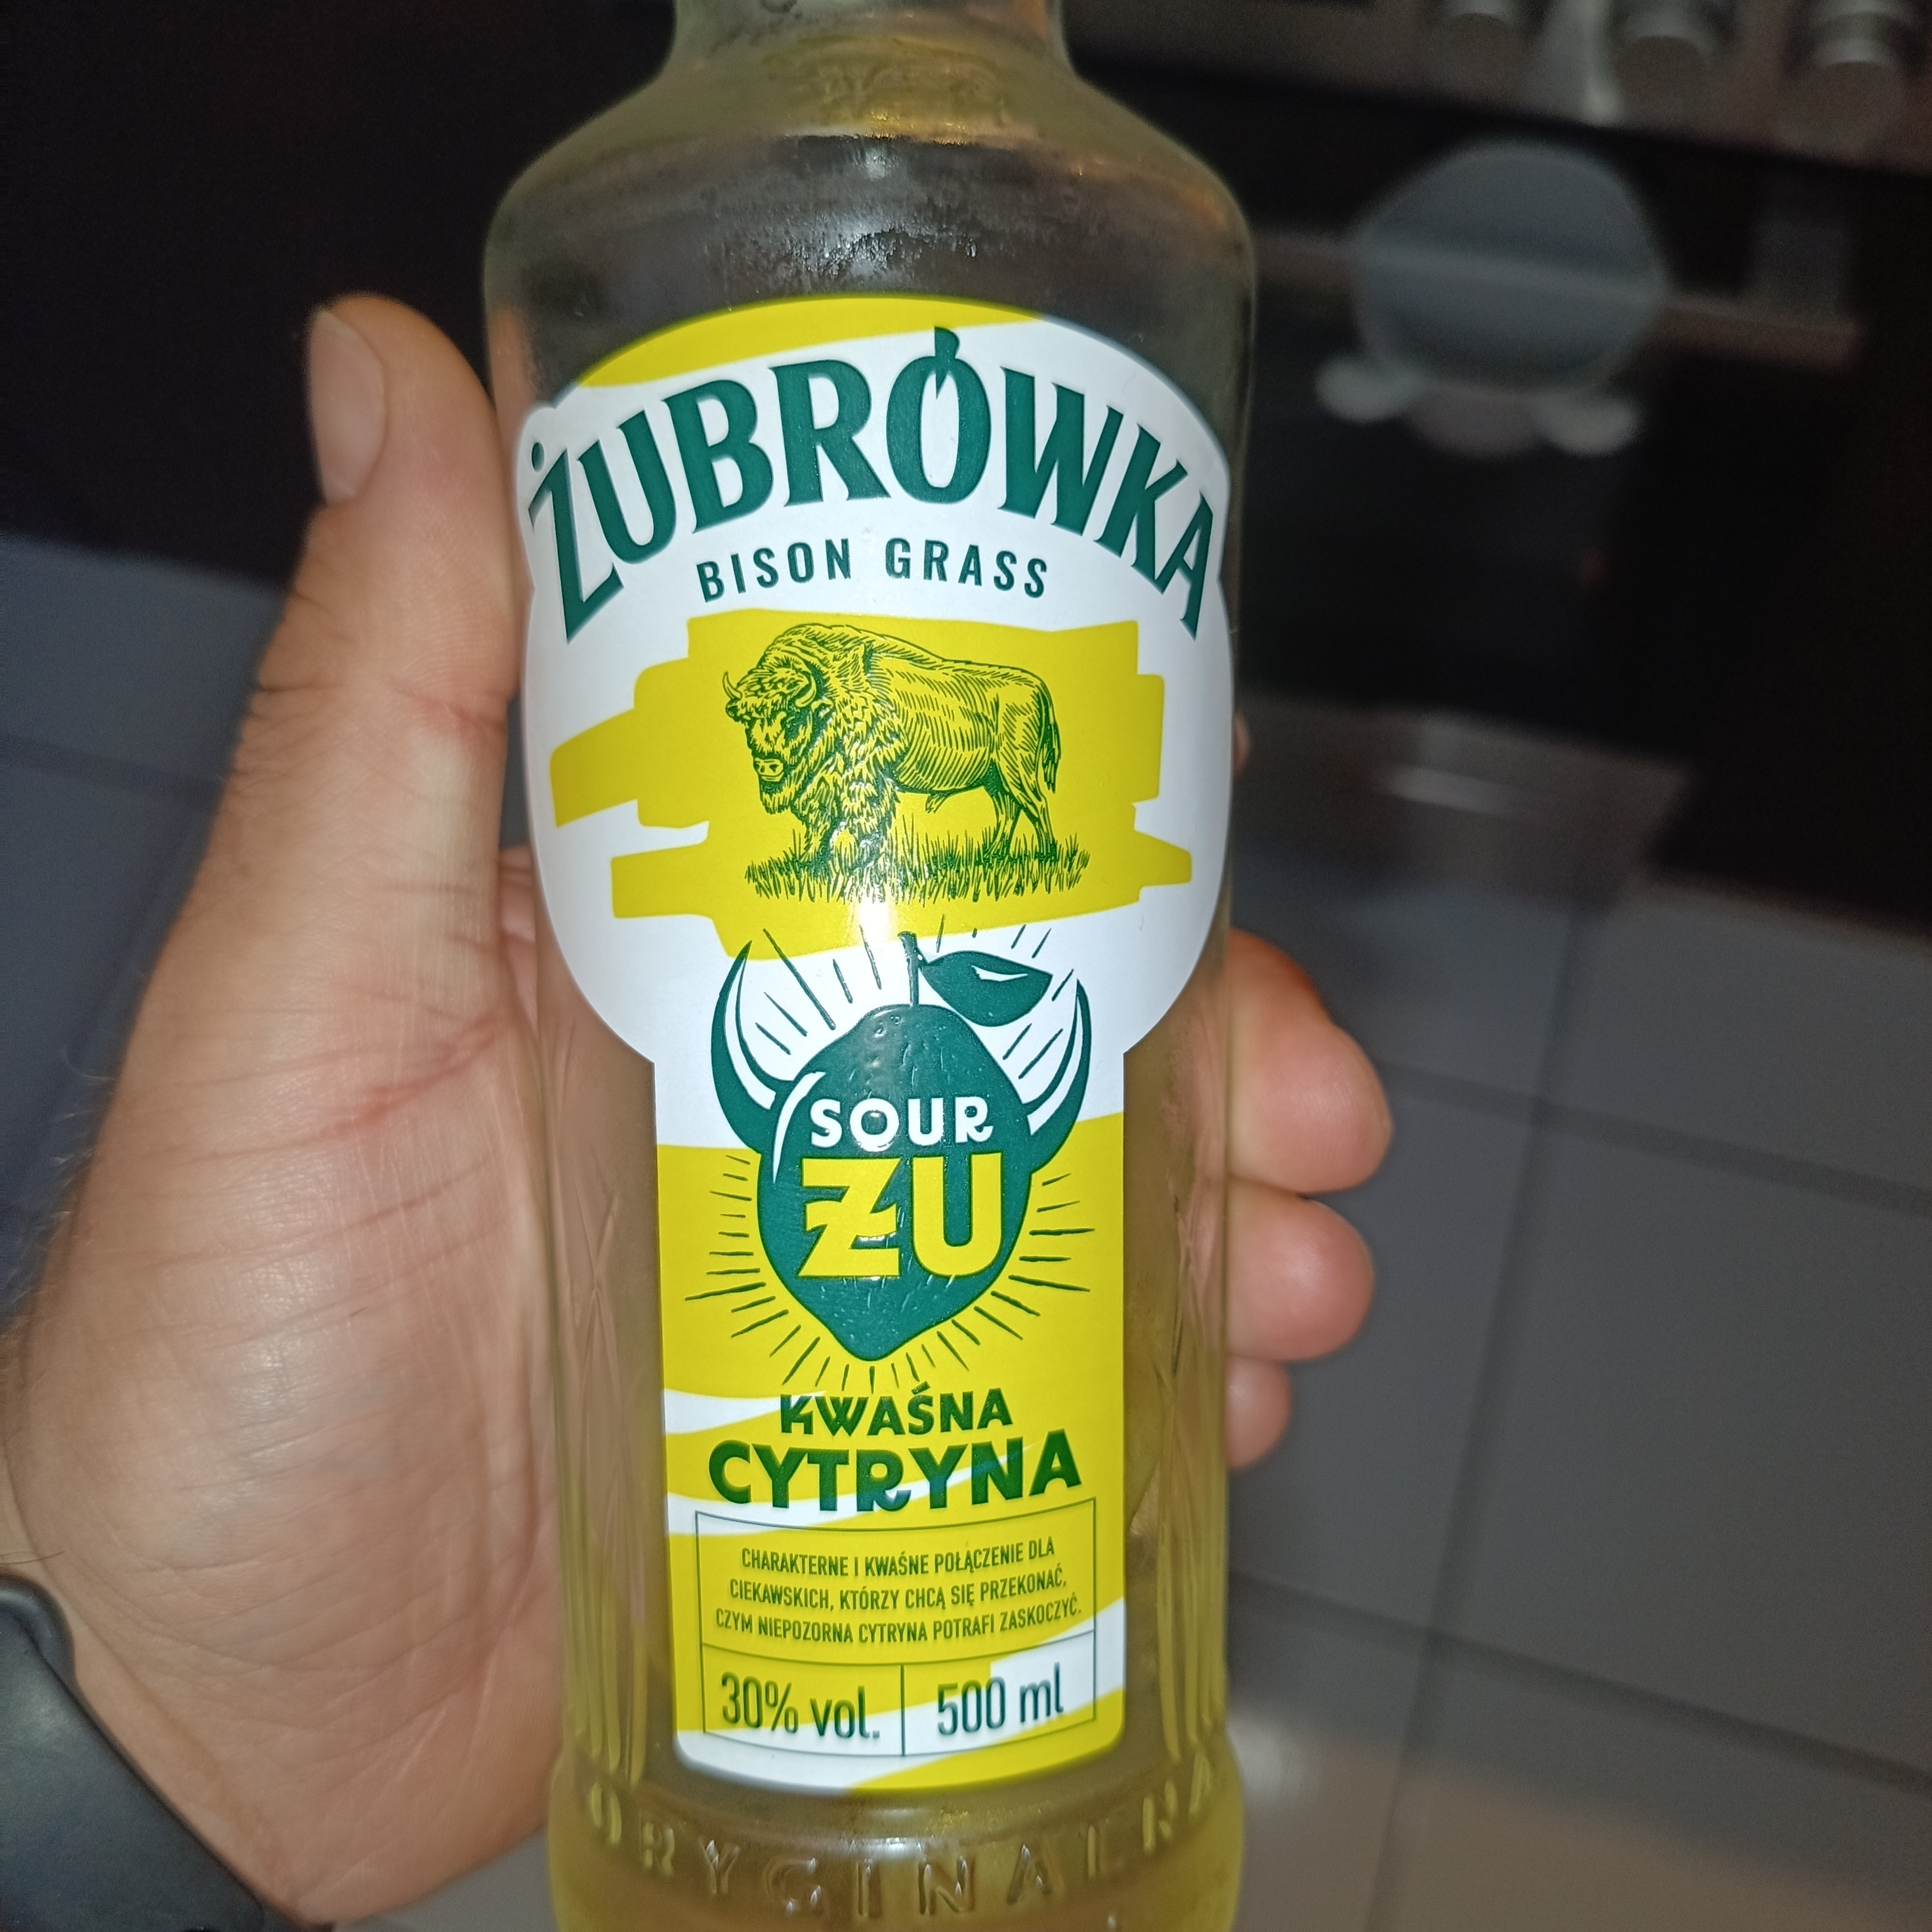 ŻUBRÓWKA
BISON GRASS
SOUR
ŻU
KWAŚNA
CYTRYNA
CHARAKTERNE I KWAŚNE POŁĄCZENIE DLA
CIEKAWSKICH, KTÓRZY CHCĄ SIĘ PRZEKONAĆ,
CZYM NIEPOZORNA CYTRYNA POTRAFI ZASKOCZYĆ.
30% vol. 500 ml
ORYGINALNA